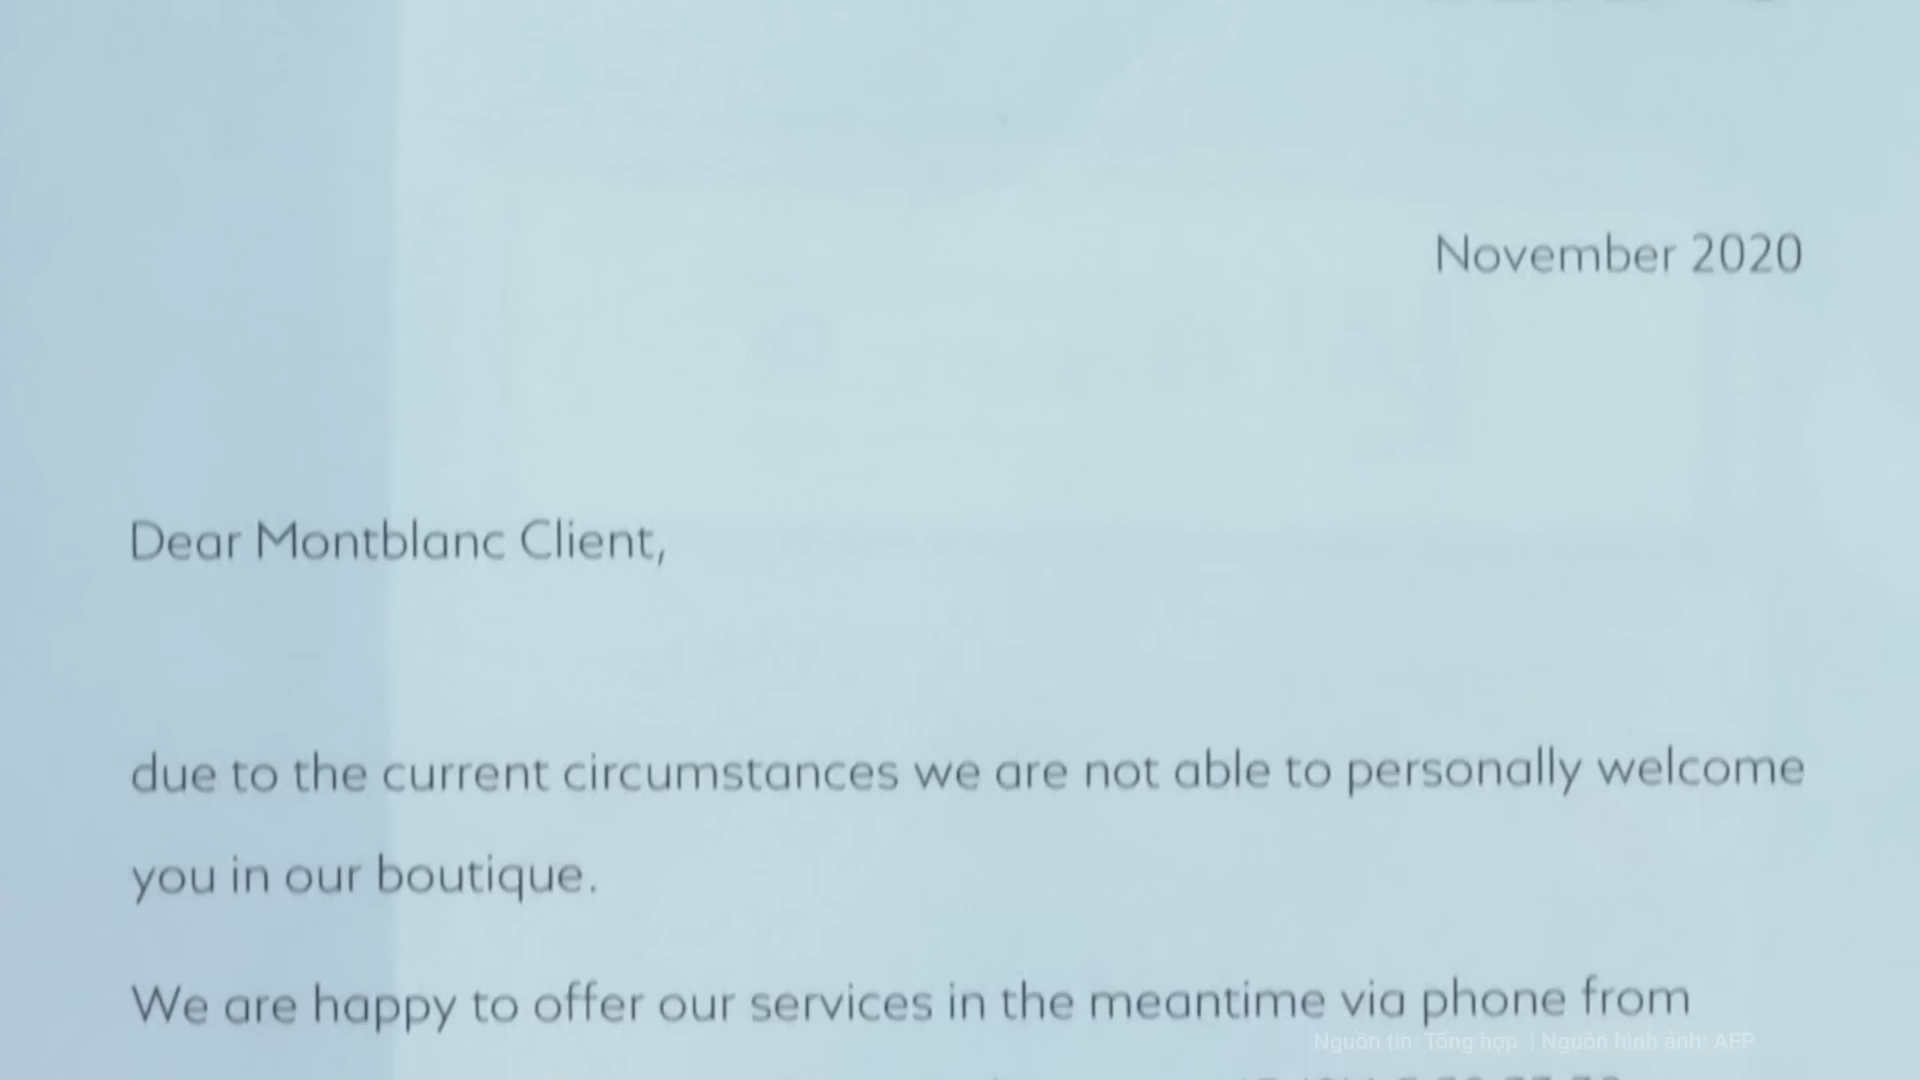 November 2020
Dear Montblanc Client,
due to the current circumstances we are not able to personally welcome
you in our boutique.
We are happy to offer our services in the meantime via phone from
Nguồn tin: Tổng hợp | Nguồn hình ảnh: AFP